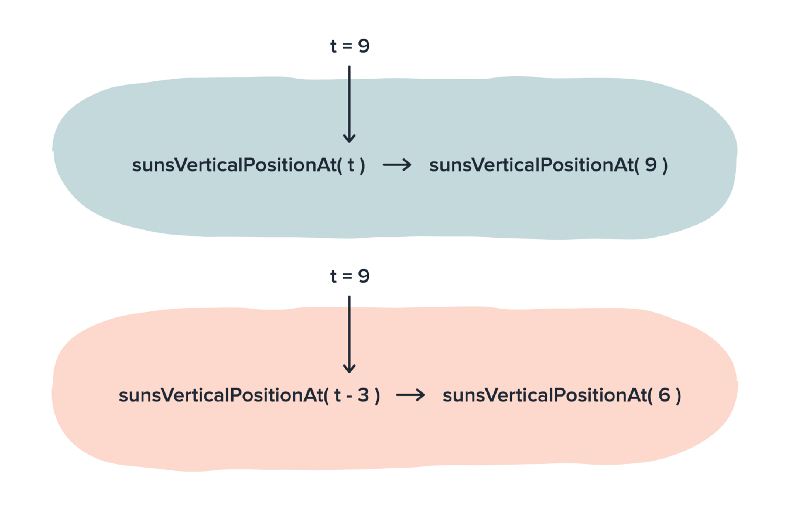 t = 9
sunsVerticalPositionAt( t ) → sunsVerticalPositionAt( 9 )
t = 9
sunsVerticalPositionAt( t - 3 ) → sunsVerticalPositionAt( 6 )